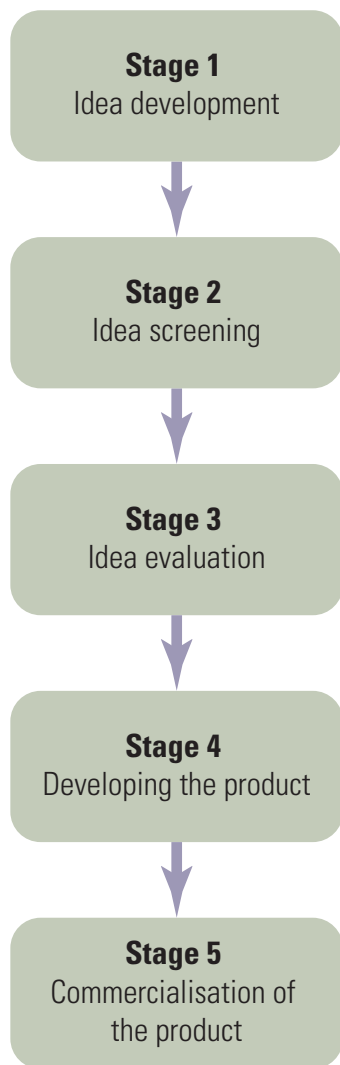 Stage 1
Idea development
Stage 2
Idea screening
Stage 3
Idea evaluation
Stage 4
Developing the product
Stage 5
Commercialisation of
the product